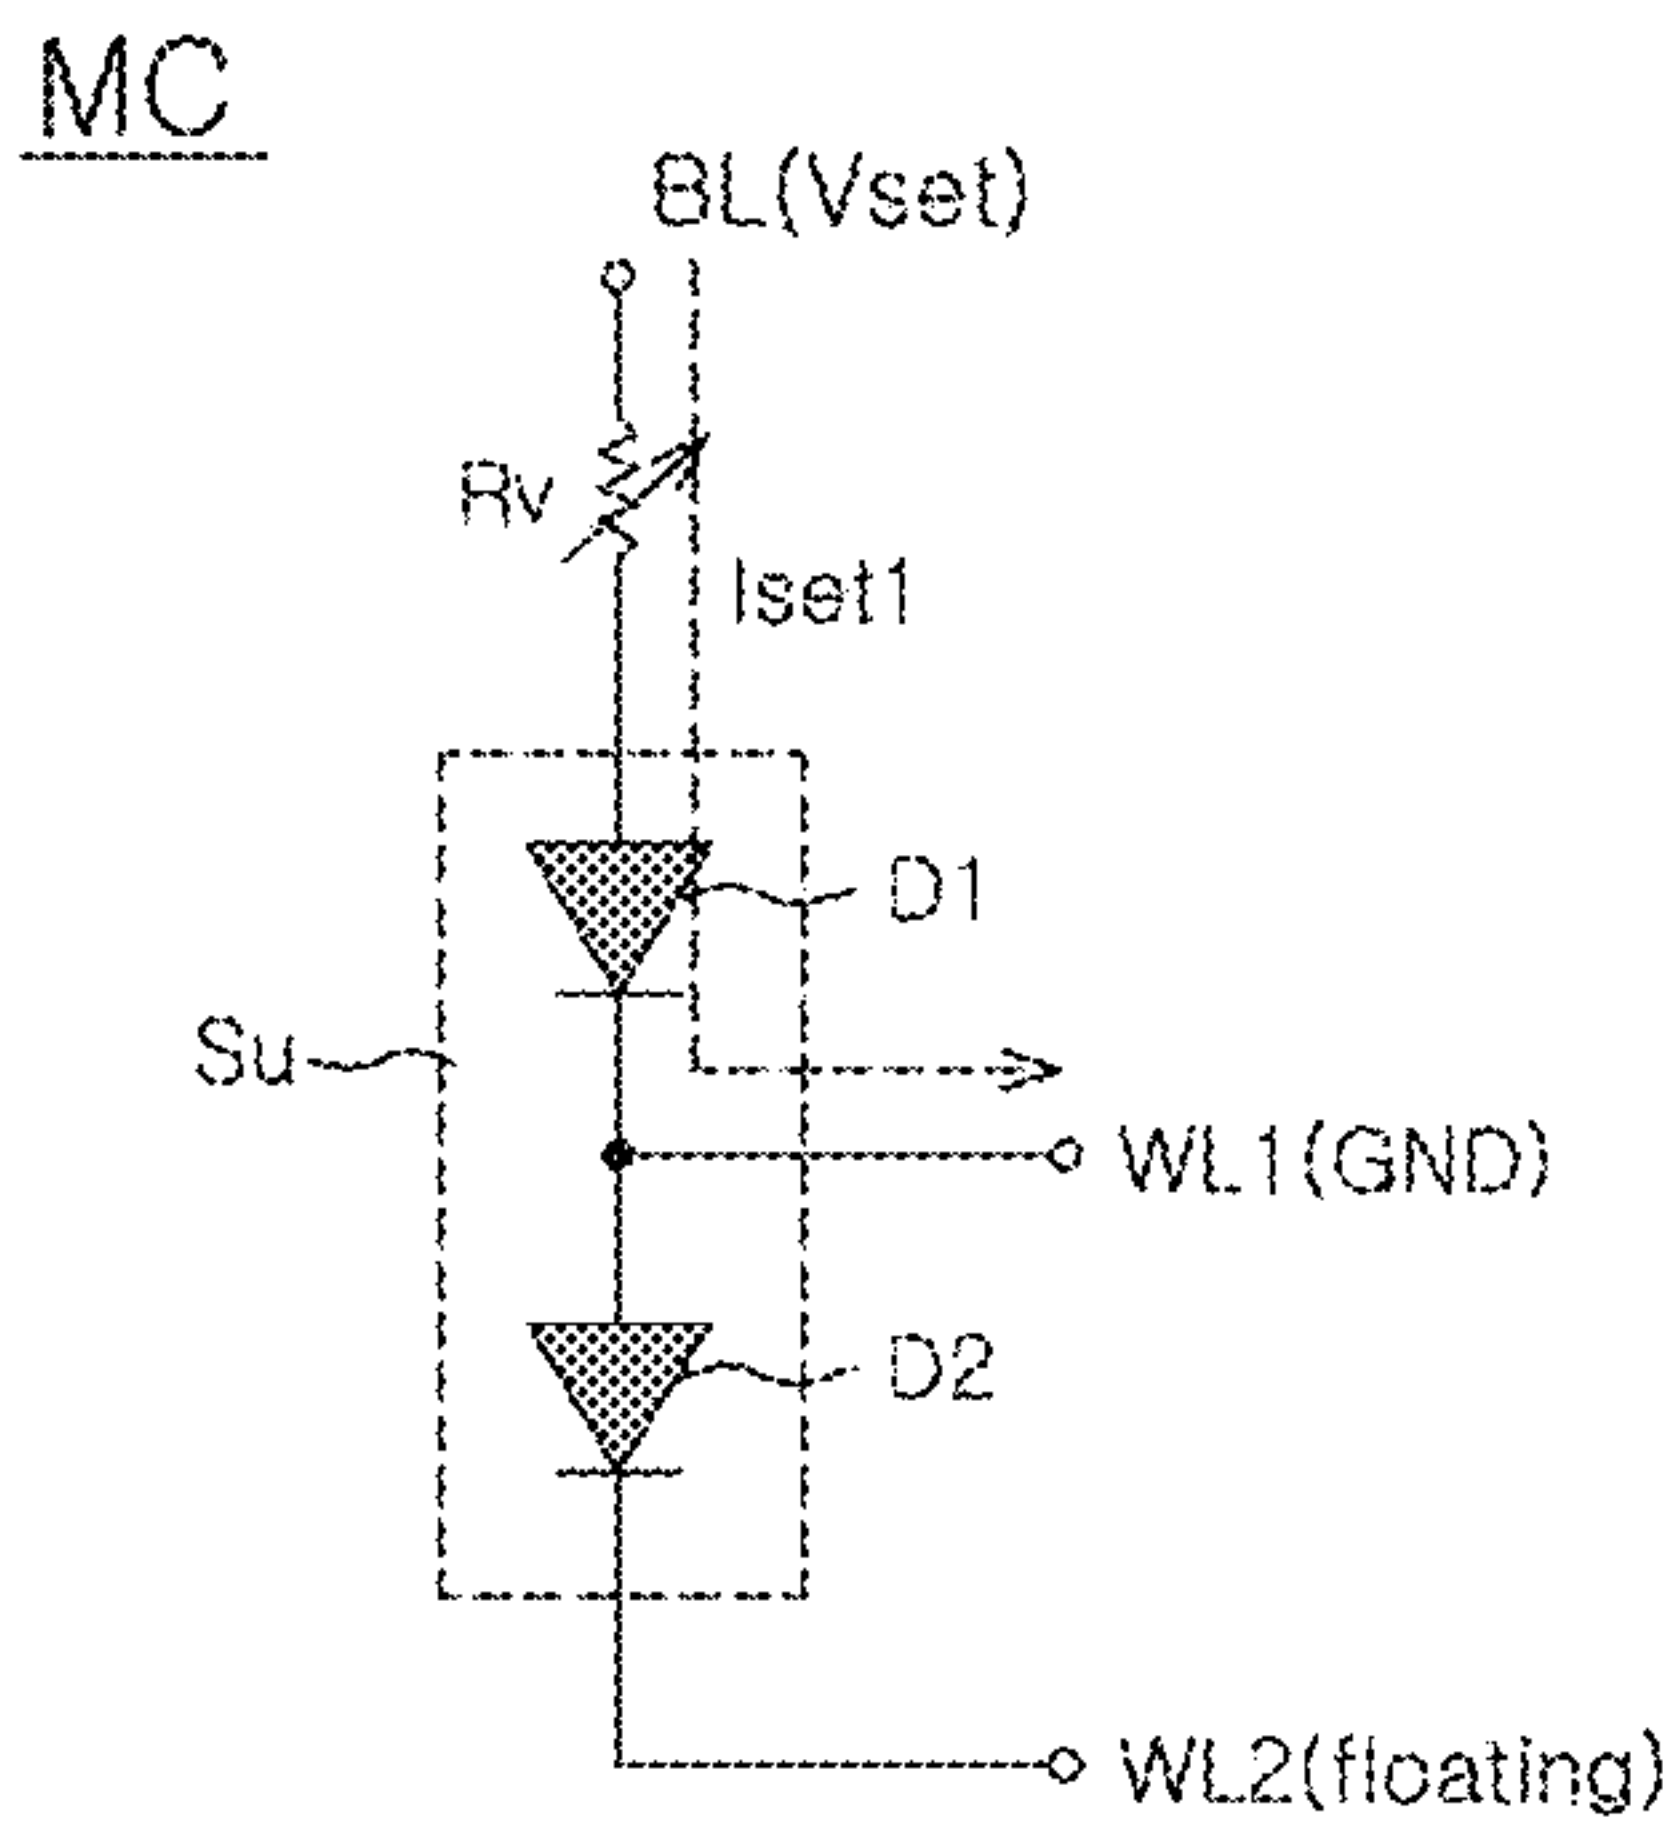 MC
BL(Vset)
Rv
Iset1
D1
Su
WL1(GND)
D2
WL2(floating)